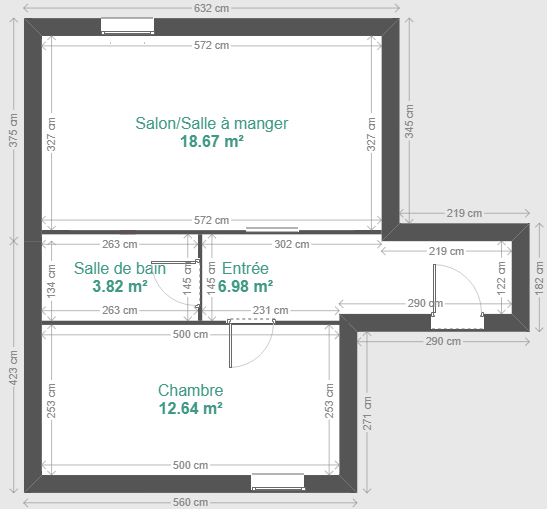 632 cm
572 cm
375 cm
327 cm
Salon/Salle à manger
18.67 m²
327 cm
345 cm
572 cm
219 cm
263 cm
302 cm
219 cm
134 cm
Salle de bain
3.82 m²
145 cm
145 cm
Entrée
6.98 m²
122 cm
182 cm
263 cm
231 cm
290 cm
500 cm
290 cm
423 cm
253 cm
Chambre
12.64 m²
253 cm
271 cm
500 cm
560 cm